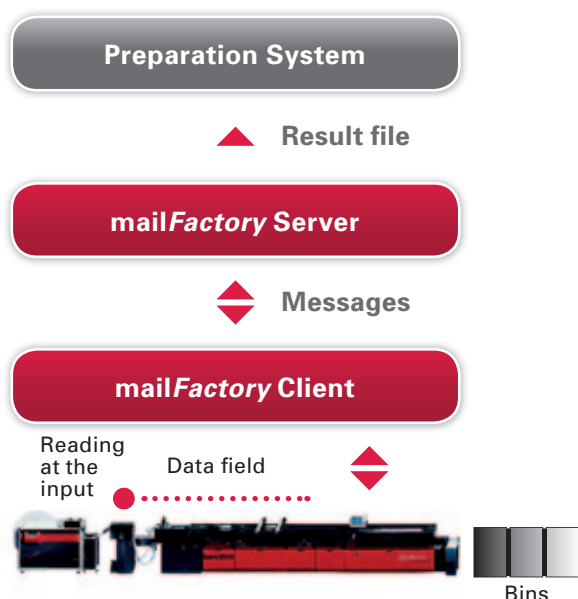 Preparation System
Result file
mailFactory Server
Messages
mailFactory Client
Reading
at the
input
Data field
Bins